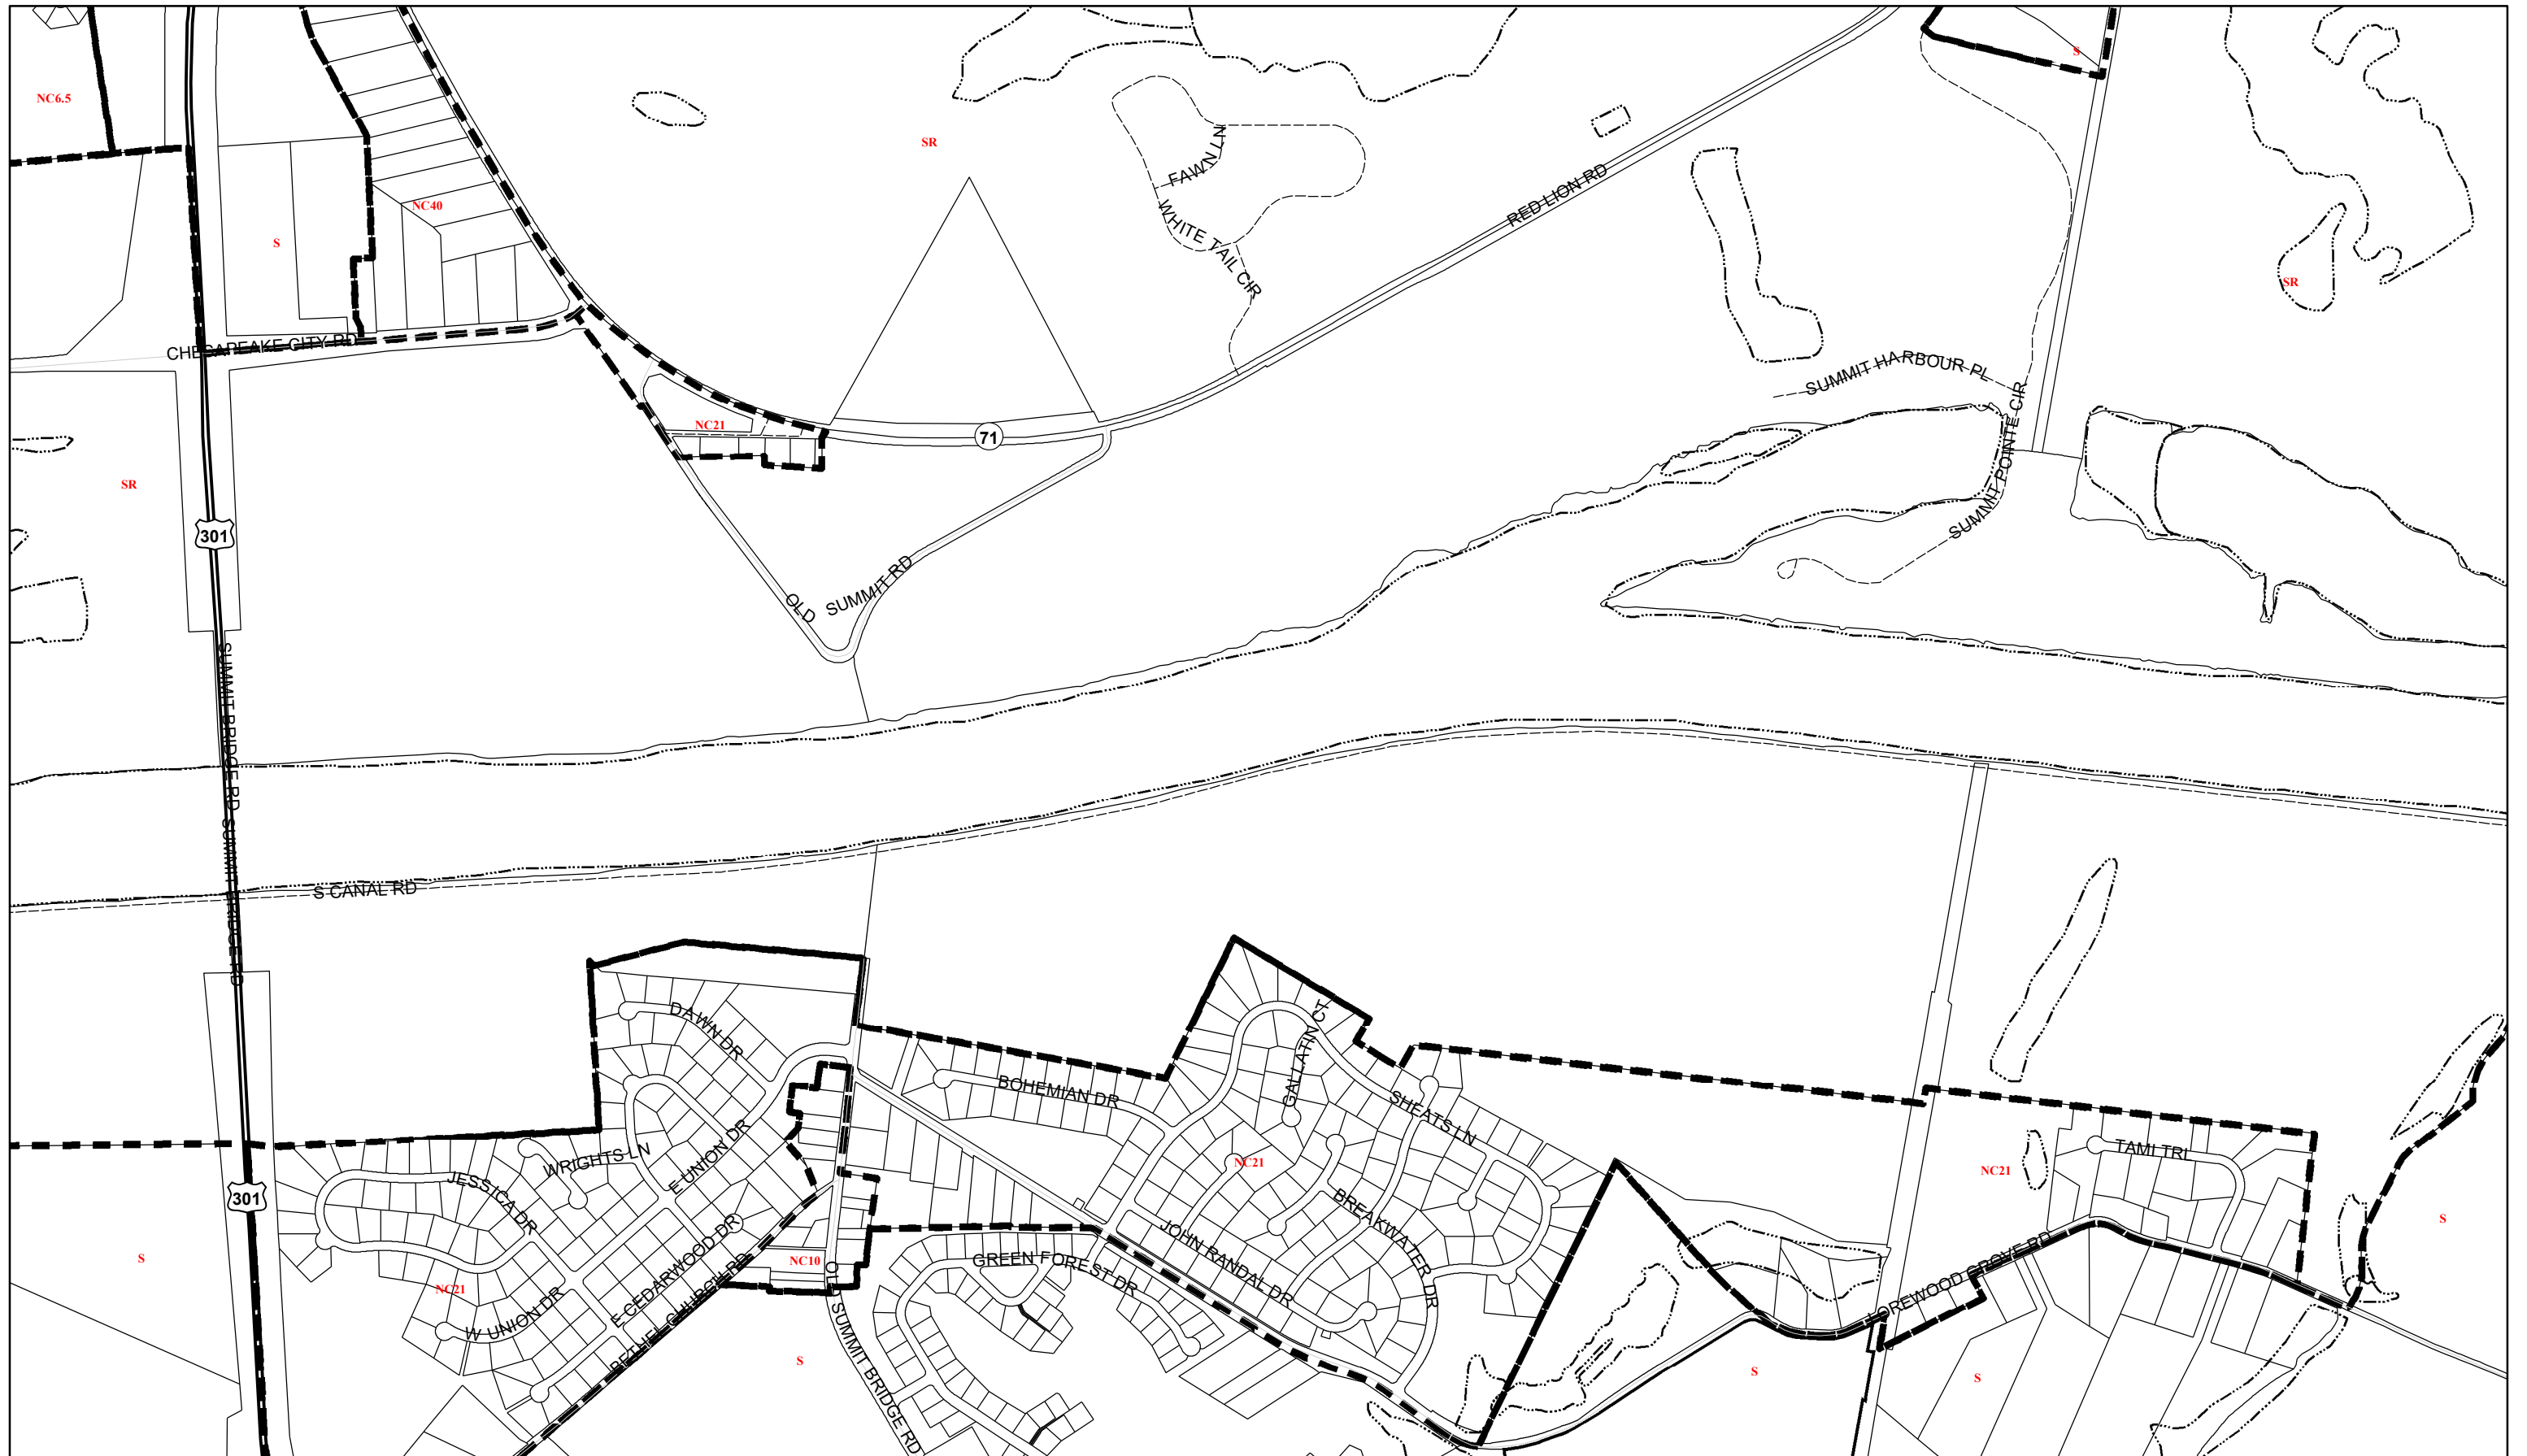 S
NC6.5
SR
FAWN LN
NC40
RED LION RD
WHITE TAIL CIR
S
SR
CHESAPEAKE CITY RD
SUMMIT HARBOUR PL
NC21
71
SUMMIT POINTE CIR
SR
301
OLD SUMMIT RD
SUMMIT BRIDGE RD
SUMMIT BRIDGE RD
S CANAL RD
DAWN DR
GALLATIN CT
BOHEMIAN DR
SHEATS LN
WRIGHTS LN
E UNION DR
TAMI TRL
NC21
NC21
JESSICA DR
301
BREAKWATER DR
S
JOHN RANDAL DR
E CEDARWOOD DR
S
NC10
GREEN FOREST DR
LOREWOOD GROVE RD
NC21
W UNION DR
BETHEL CHURCH RD
OLD SUMMIT BRIDGE RD
S
S
S